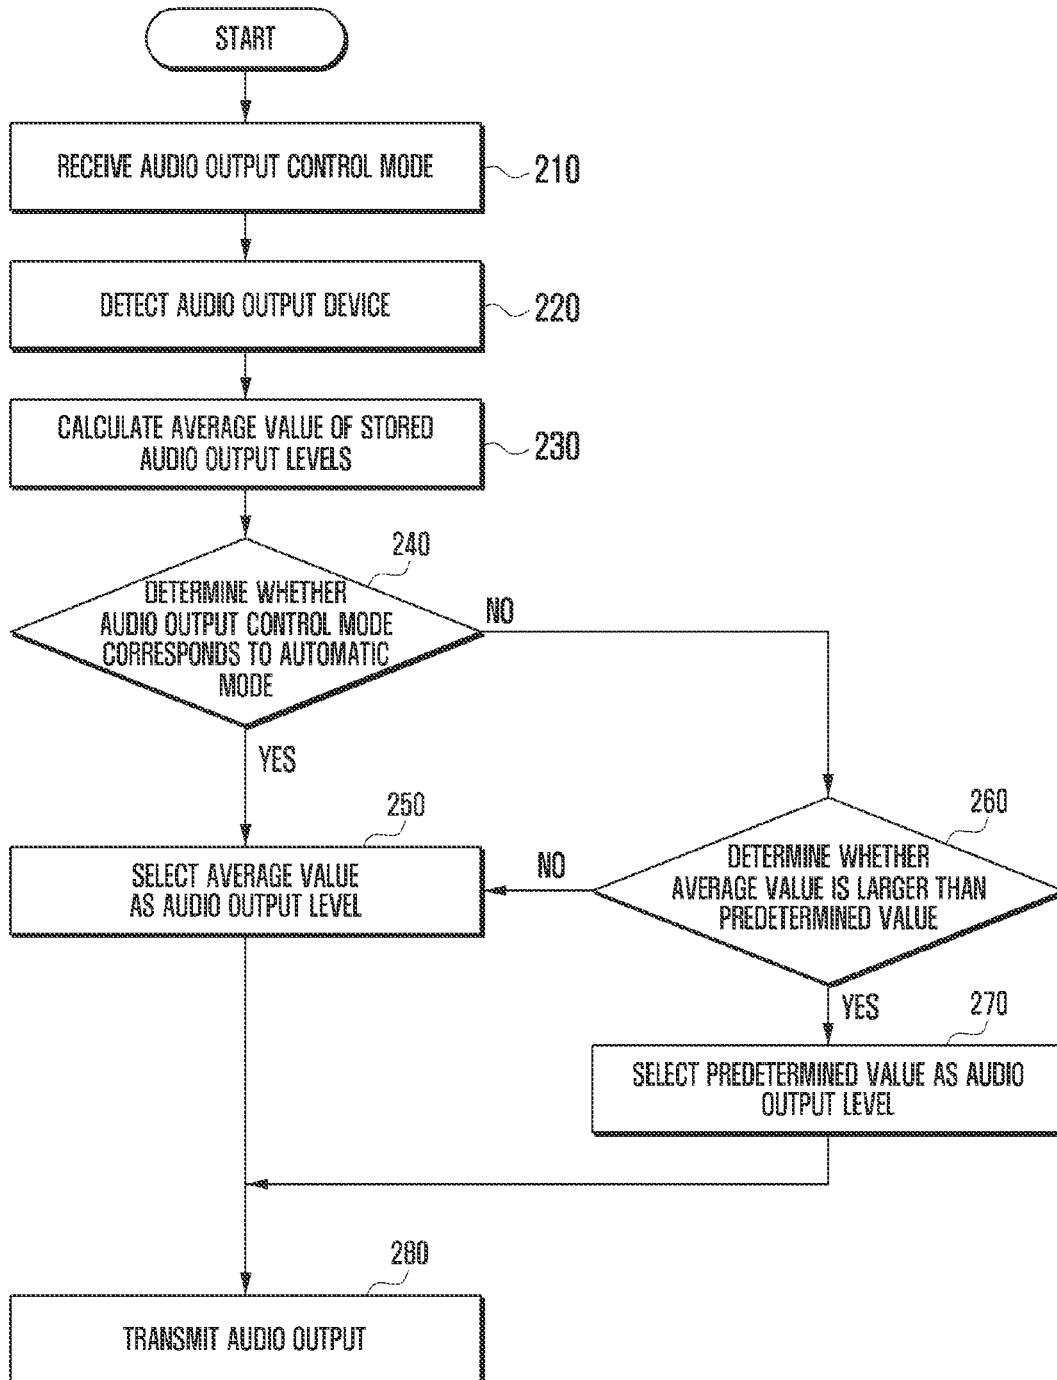 START
RECEIVE AUDIO OUTPUT CONTROL MODE
210
DETECT AUDIO OUTPUT DEVICE
220
CALCULATE AVERAGE VALUE OF STORED
AUDIO OUTPUT LEVELS
230
240
DETERMINE WHETHER
AUDIO OUTPUT CONTROL MODE
CORRESPONDS TO AUTOMATIC
MODE
NO
YES
250
SELECT AVERAGE VALUE
AS AUDIO OUTPUT LEVEL
NO
260
DETERMINE WHETHER
AVERAGE VALUE IS LARGER THAN
PREDETERMINED VALUE
YES
270
SELECT PREDETERMINED VALUE AS AUDIO
OUTPUT LEVEL
280
TRANSMIT AUDIO OUTPUT